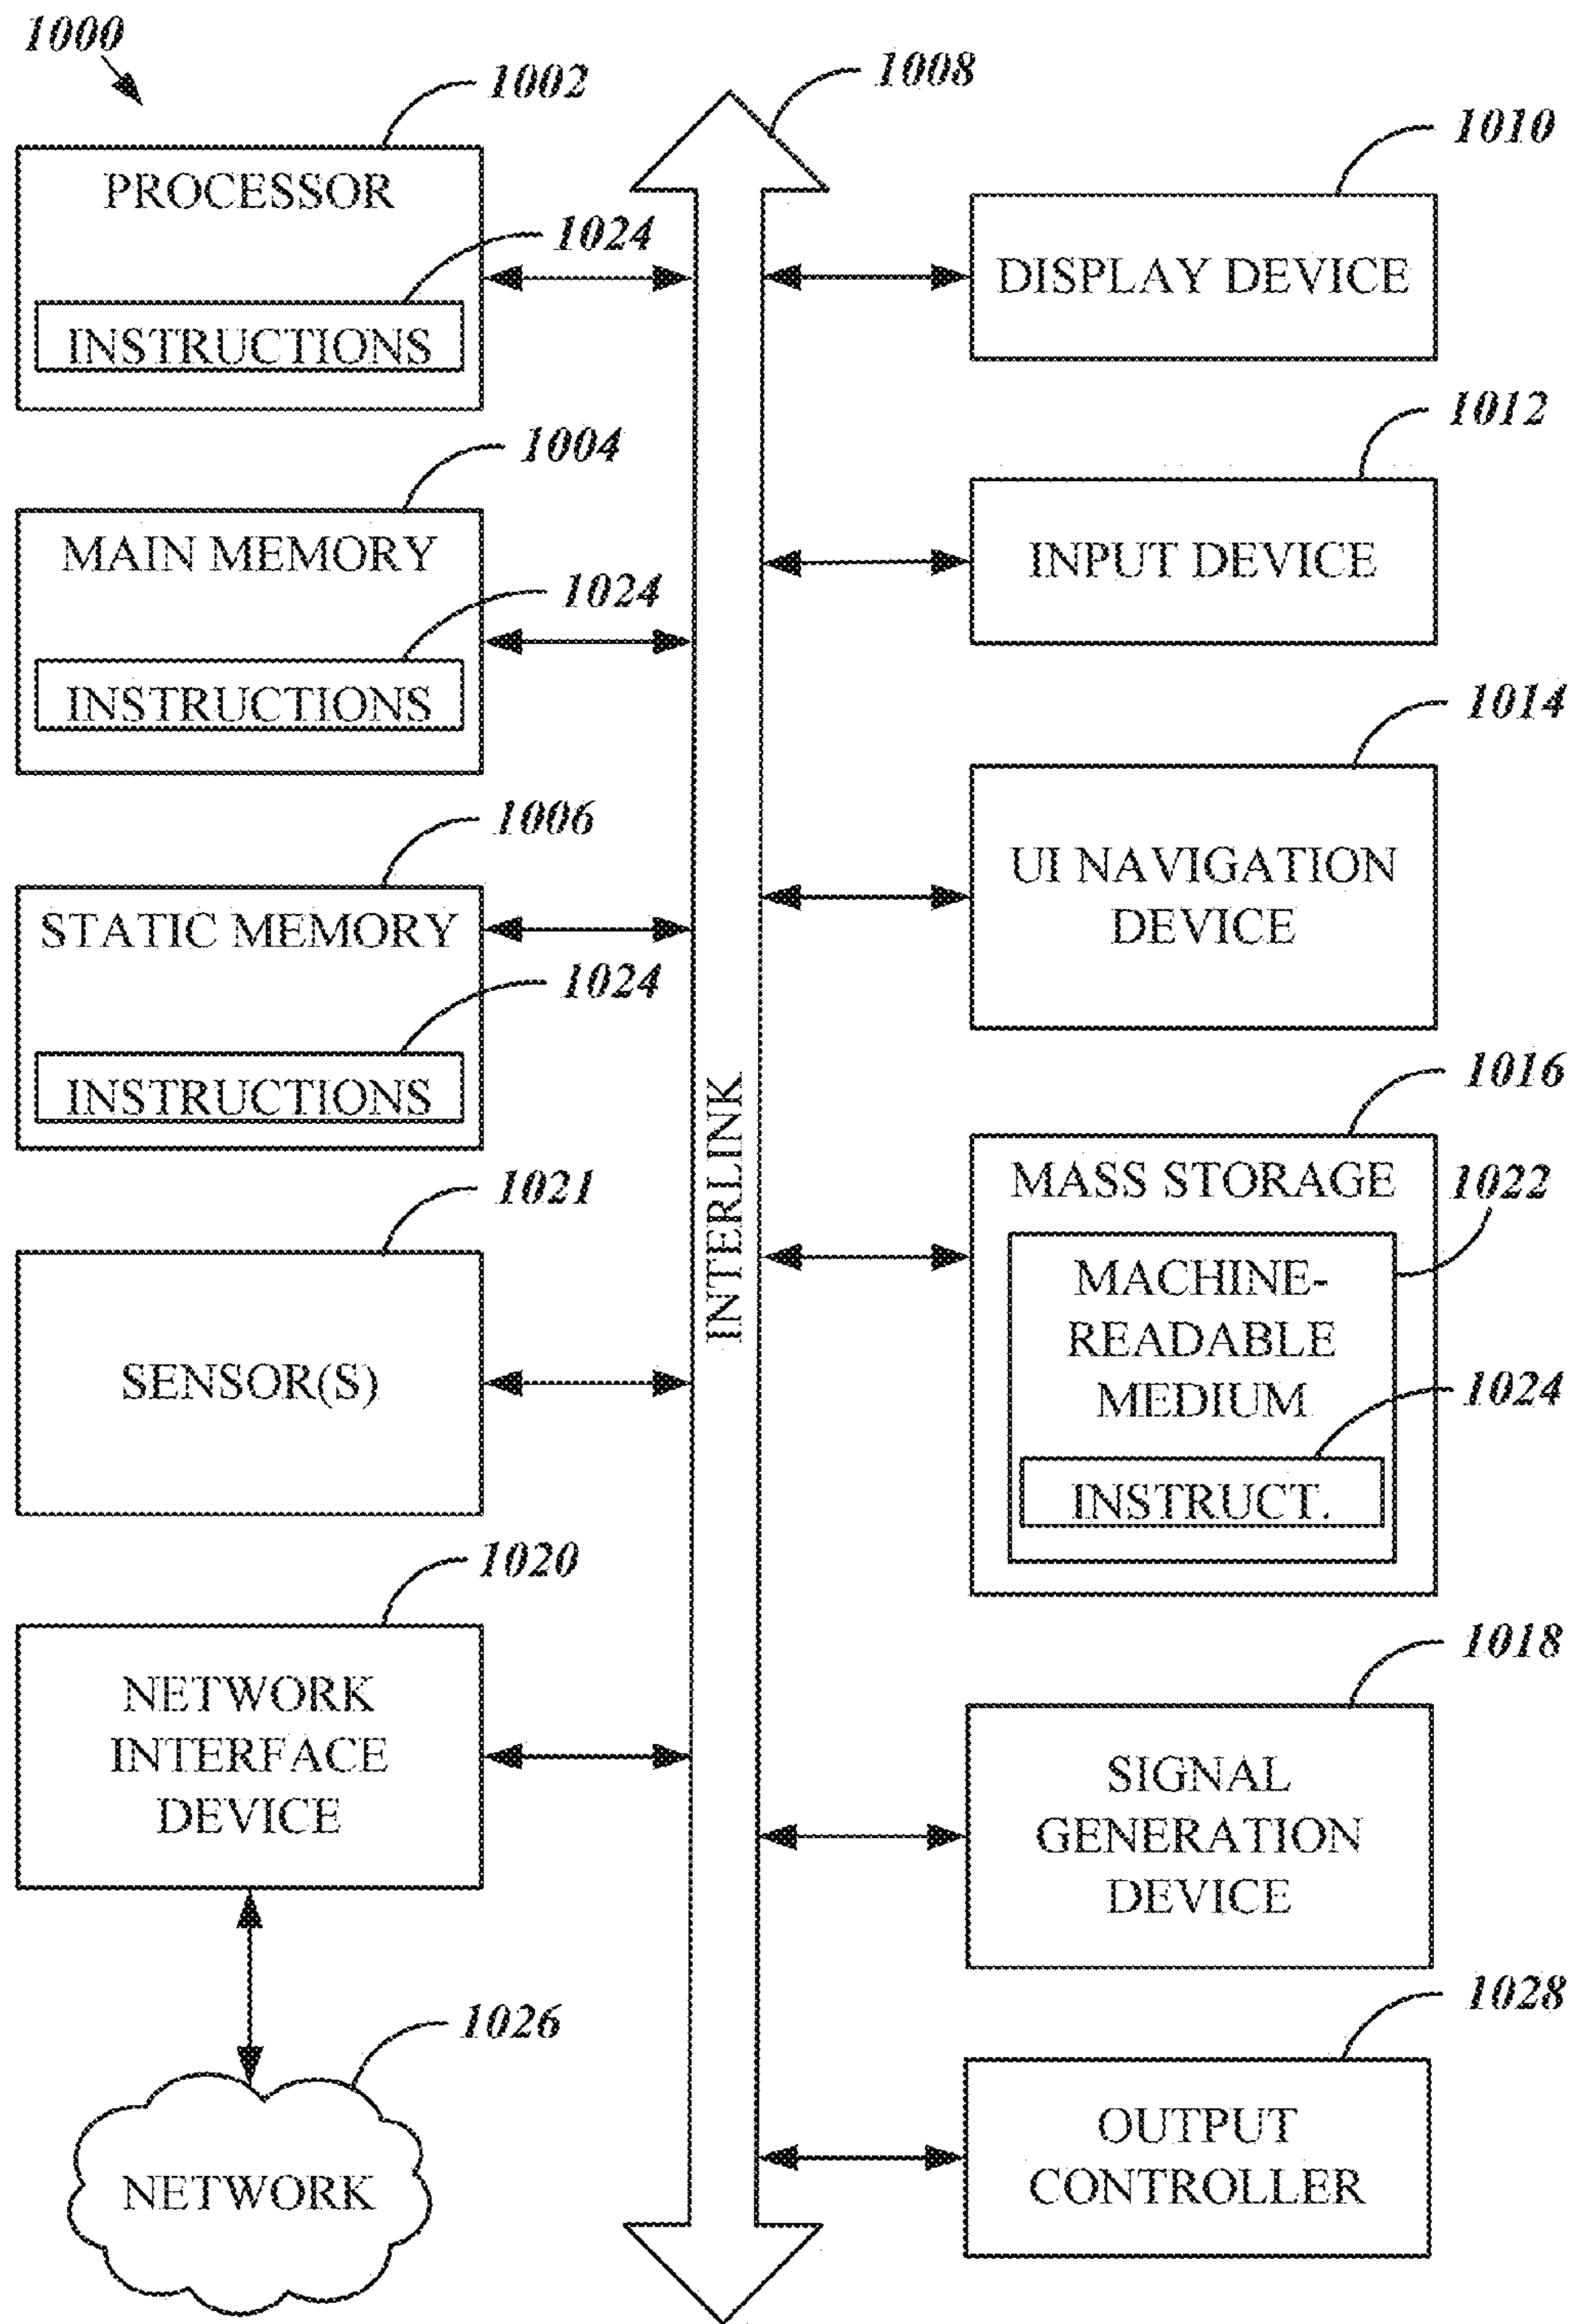 1000
1002
PROCESSOR
1024
INSTRUCTIONS
1004
MAIN MEMORY
1024
INSTRUCTIONS
1006
STATIC MEMORY
1024
INSTRUCTIONS
1021
SENSOR(S)
1020
NETWORK
INTERFACE
DEVICE
1026
NETWORK
1008
INTERLINK
1010
DISPLAY DEVICE
1012
INPUT DEVICE
1014
UI NAVIGATION
DEVICE
1016
MASS STORAGE
1022
MACHINE-
READABLE
MEDIUM
1024
INSTRUCT.
1018
SIGNAL
GENERATION
DEVICE
1028
OUTPUT
CONTROLLER